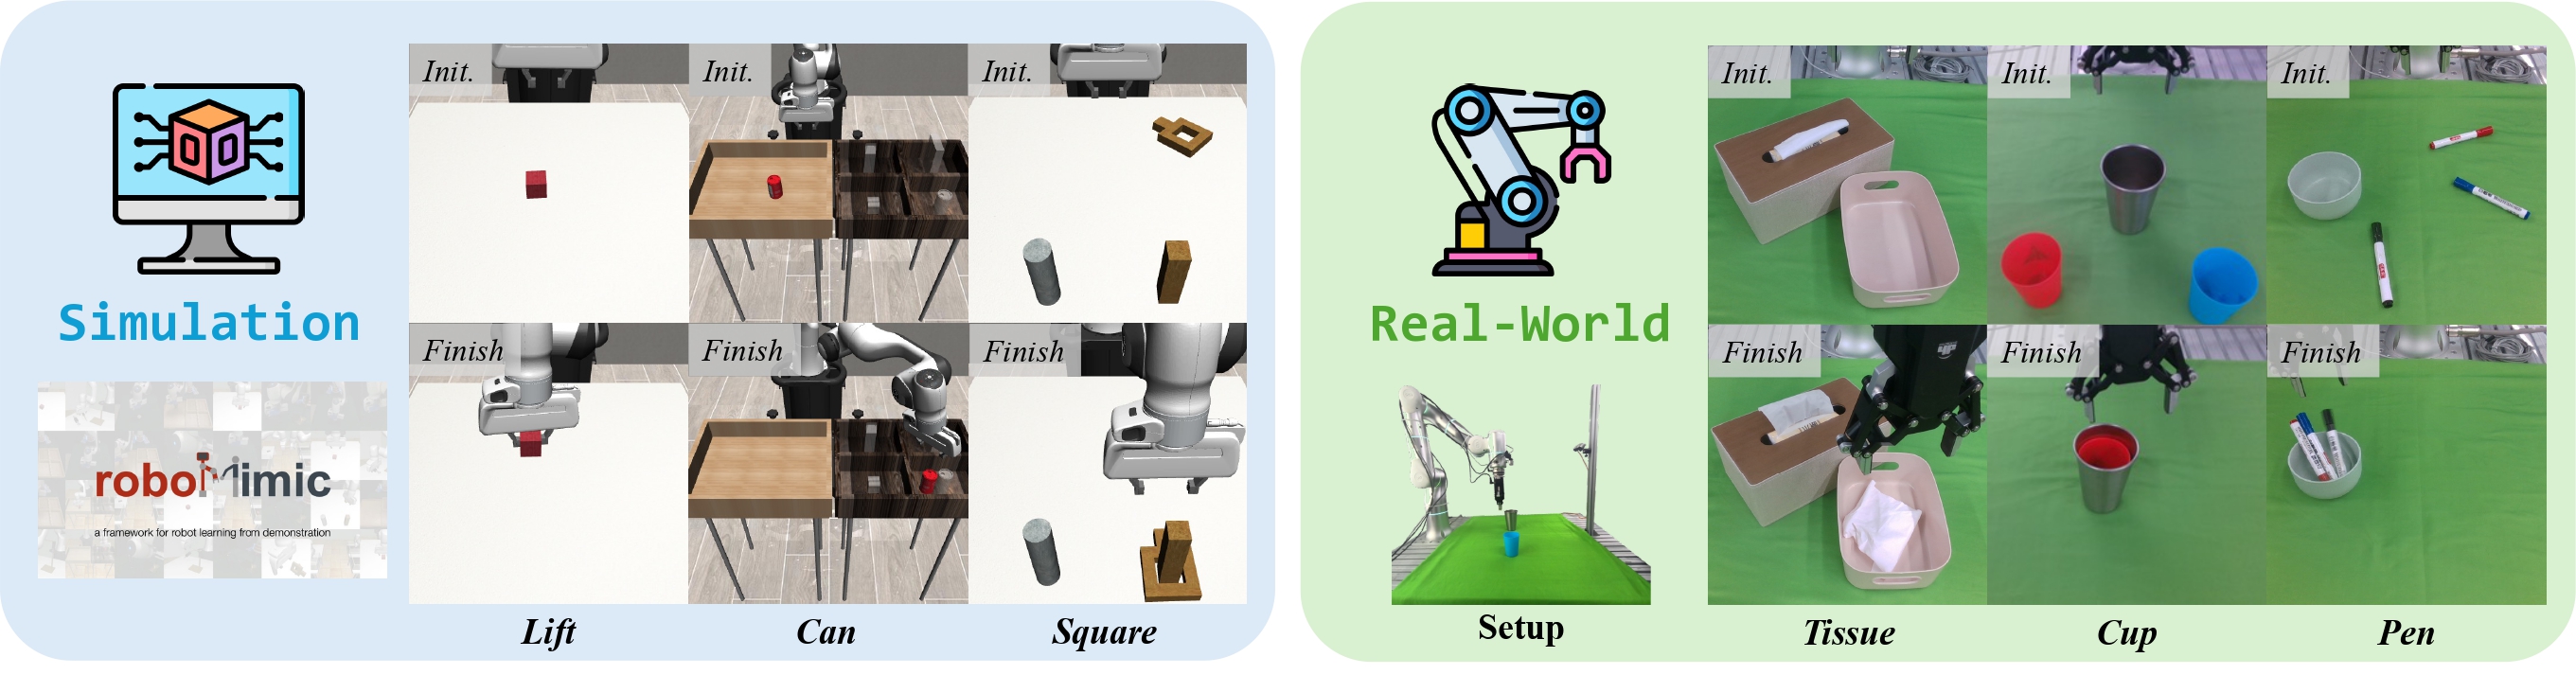 Simulation
robomimic
a framework for robot learning from demonstration
Init.
Init.
Init.
Finish
Finish
Finish
Lift
Can
Square
Real-World
Setup
Init.
Init.
Init.
Finish
Finish
Finish
Tissue
Cup
Pen